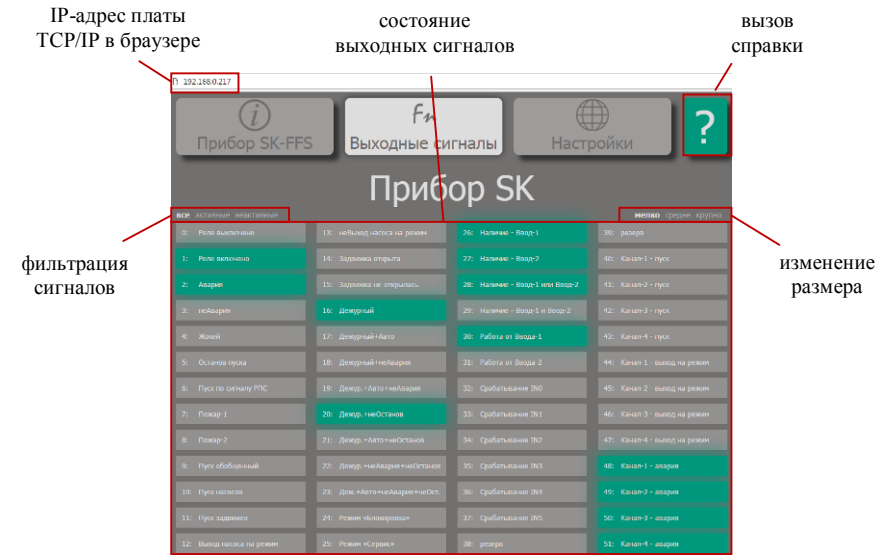 IP-адрес платы
TCP/IP в браузере
состояние
выходных сигналов
вызов
справки
192.168.0.217
Прибор SK-FFS
Выходные сигналы
Настройки
?
Прибор SK
все активные неактивные
мелко средне крупно
фильтрация
сигналов
изменение
размера
0: Реле выключено
1: Реле включено
2: Авария
3: неАвария
4: Жокей
5: Останов пуска
6: Пуск по сигналу РПС
7: Пожар-1
8: Пожар-2
9: Пуск обобщенный
10: Пуск насосов
11: Пуск задвижек
12: Выход насоса на режим
13: неВыход насоса на режим
14: Задвижка открыта
15: Задвижка не открылась
16: Дежурный
17: Дежурный+Авто
18: Дежурный+неАвария
19: Дежур.+Авто+неАвария
20: Дежур.+неОстанов
21: Дежур.+Авто+неОстанов
22: Дежур.+неАвария+неОстанов
23: Деж.+Авто+неАвария+неОст.
24: Режим «Блокировка»
25: Режим «Сервис»
26: Наличие - Ввод-1
27: Наличие - Ввод-2
28: Наличие - Ввод-1 или Ввод-2
29: Наличие - Ввод-1 и Ввод-2
30: Работа от Ввода-1
31: Работа от Ввода-2
32: Срабатывание IN0
33: Срабатывание IN1
34: Срабатывание IN2
35: Срабатывание IN3
36: Срабатывание IN4
37: Срабатывание IN5
38: резерв
39: резерв
40: Канал-1 - пуск
41: Канал-2 - пуск
42: Канал-3 - пуск
43: Канал-4 - пуск
44: Канал-1 - выход на режим
45: Канал-2 - выход на режим
46: Канал-3 - выход на режим
47: Канал-4 - выход на режим
48: Канал-1 - авария
49: Канал-2 - авария
50: Канал-3 - авария
51: Канал-4 - авария